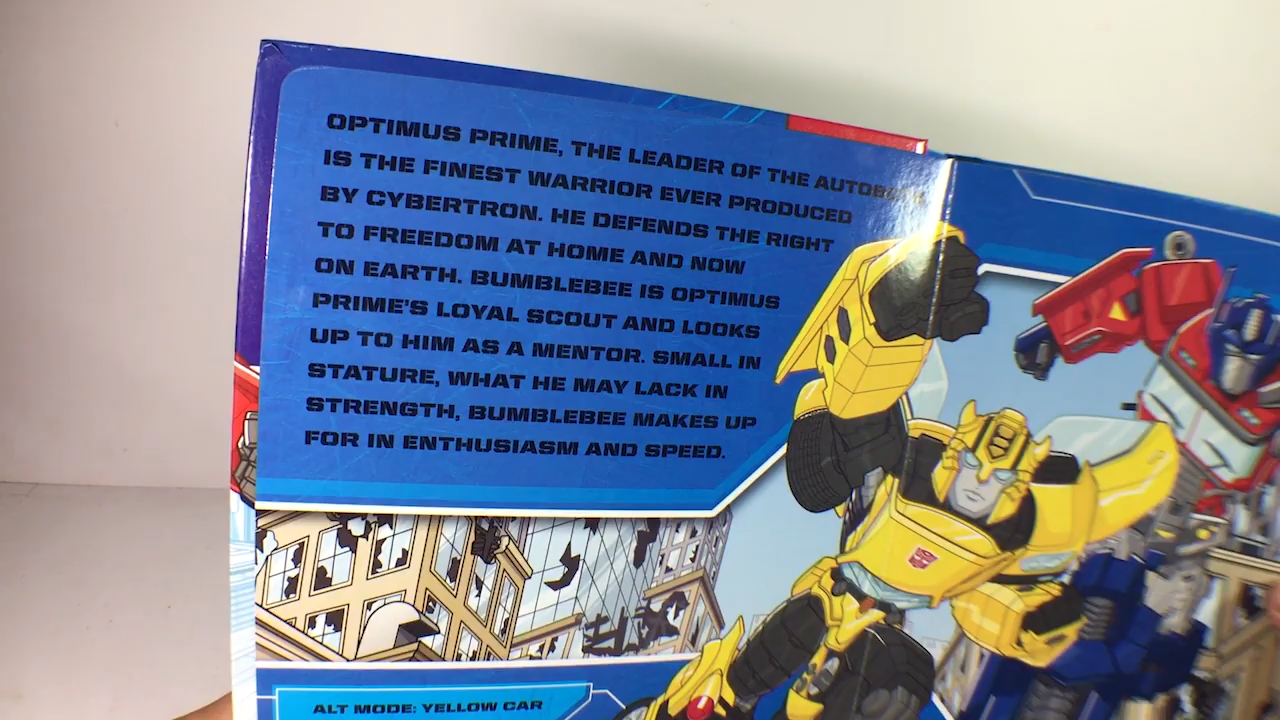 OPTIMUS PRIME, THE LEADER OF THE AUTOBOTS
IS THE FINEST WARRIOR EVER PRODUCED
BY CYBERTRON. HE DEFENDS THE RIGHT
TO FREEDOM AT HOME AND NOW
ON EARTH. BUMBLEBEE IS OPTIMUS
PRIME'S LOYAL SCOUT AND LOOKS
UP TO HIM AS A MENTOR. SMALL IN
STATURE, WHAT HE MAY LACK IN
STRENGTH, BUMBLEBEE MAKES UP
FOR IN ENTHUSIASM AND SPEED.
ALT MODE: YELLOW CAR